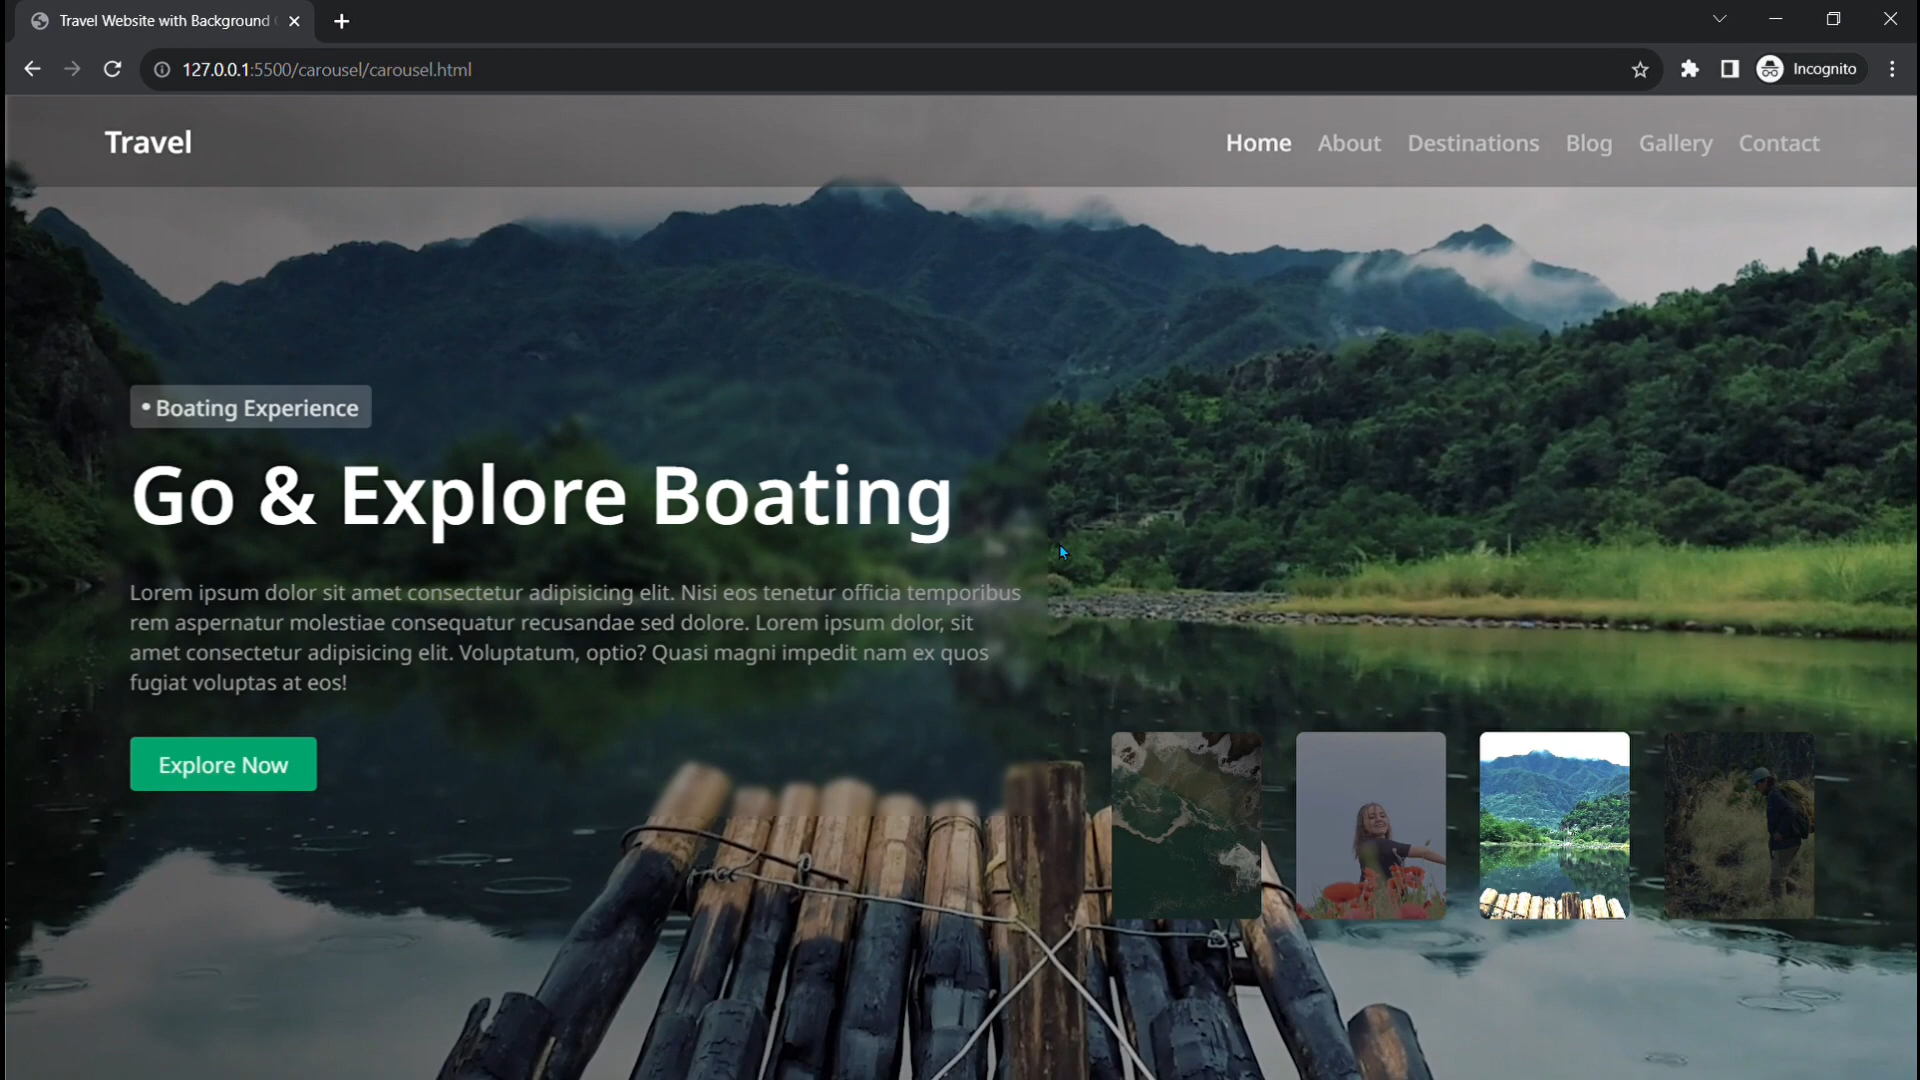 Travel Website with Background
127.0.0.1:5500/carousel/carousel.html
Incognito
Travel
Home About Destinations Blog Gallery Contact
• Boating Experience
Go & Explore Boating
Lorem ipsum dolor sit amet consectetur adipisicing elit. Nisi eos tenetur officia temporibus
rem aspernatur molestiae consequatur recusandae sed dolore. Lorem ipsum dolor, sit
amet consectetur adipisicing elit. Voluptatum, optio? Quasi magni impedit nam ex quos
fugiat voluptas at eos!
Explore Now